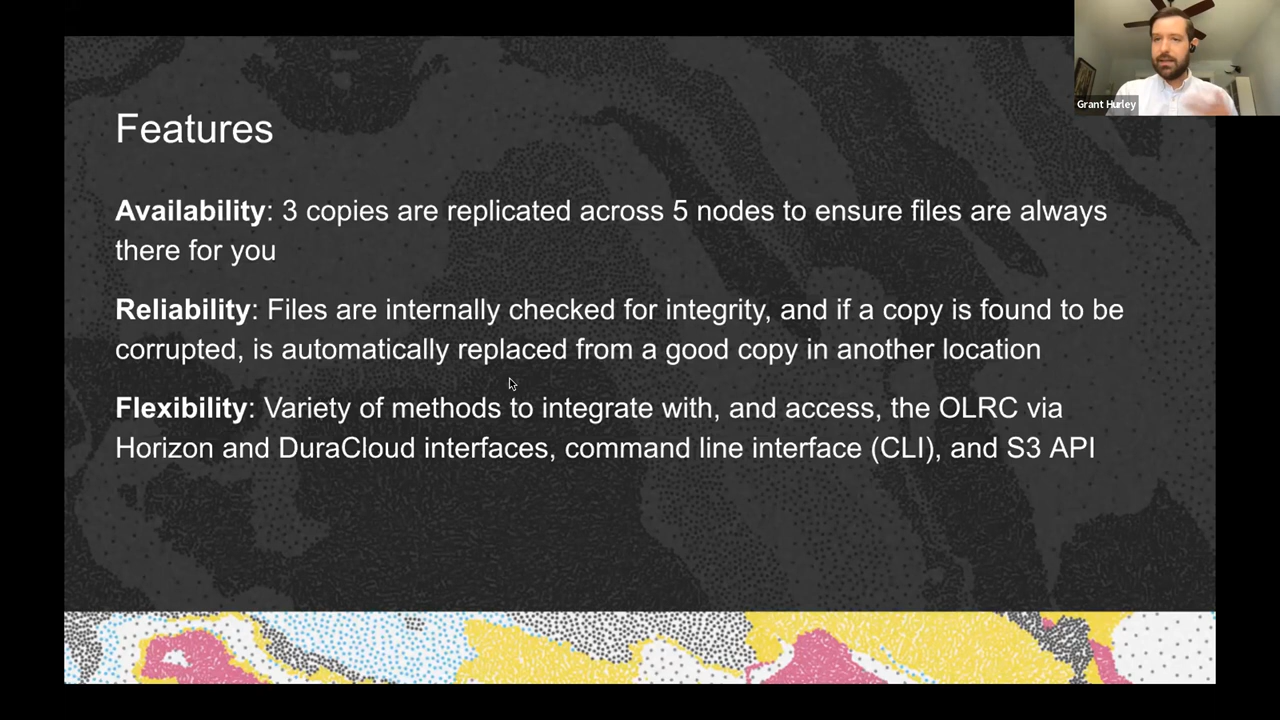 Grant Hurley
Features
Availability: 3 copies are replicated across 5 nodes to ensure files are always
there for you
Reliability: Files are internally checked for integrity, and if a copy is found to be
corrupted, is automatically replaced from a good copy in another location
Flexibility: Variety of methods to integrate with, and access, the OLRC via
Horizon and DuraCloud interfaces, command line interface (CLI), and S3 API